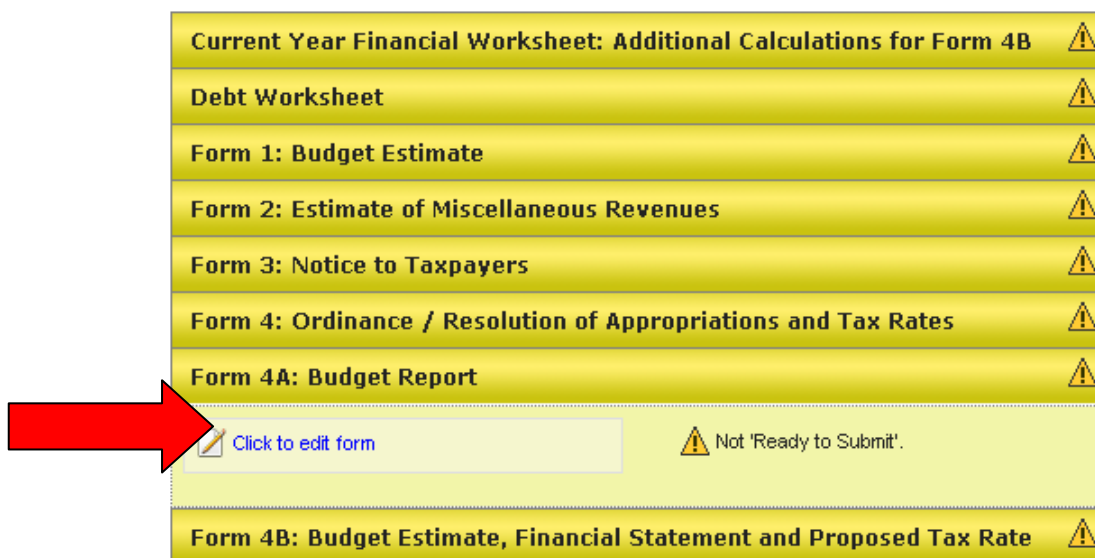 Current Year Financial Worksheet: Additional Calculations for Form 4B
Debt Worksheet
Form 1: Budget Estimate
Form 2: Estimate of Miscellaneous Revenues
Form 3: Notice to Taxpayers
Form 4: Ordinance / Resolution of Appropriations and Tax Rates
Form 4A: Budget Report
Click to edit form Not 'Ready to Submit'.
Form 4B: Budget Estimate, Financial Statement and Proposed Tax Rate